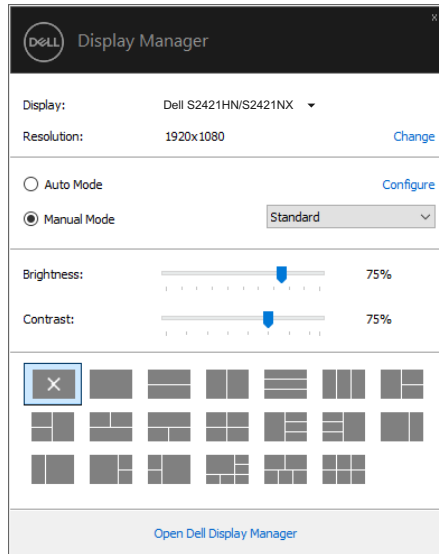 DELL Display Manager
Display: Dell S2421HN/S2421NX
Resolution: 1920x1080 Change
Auto Mode Configure
Manual Mode Standard
Brightness: 75%
Contrast: 75%
Open Dell Display Manager